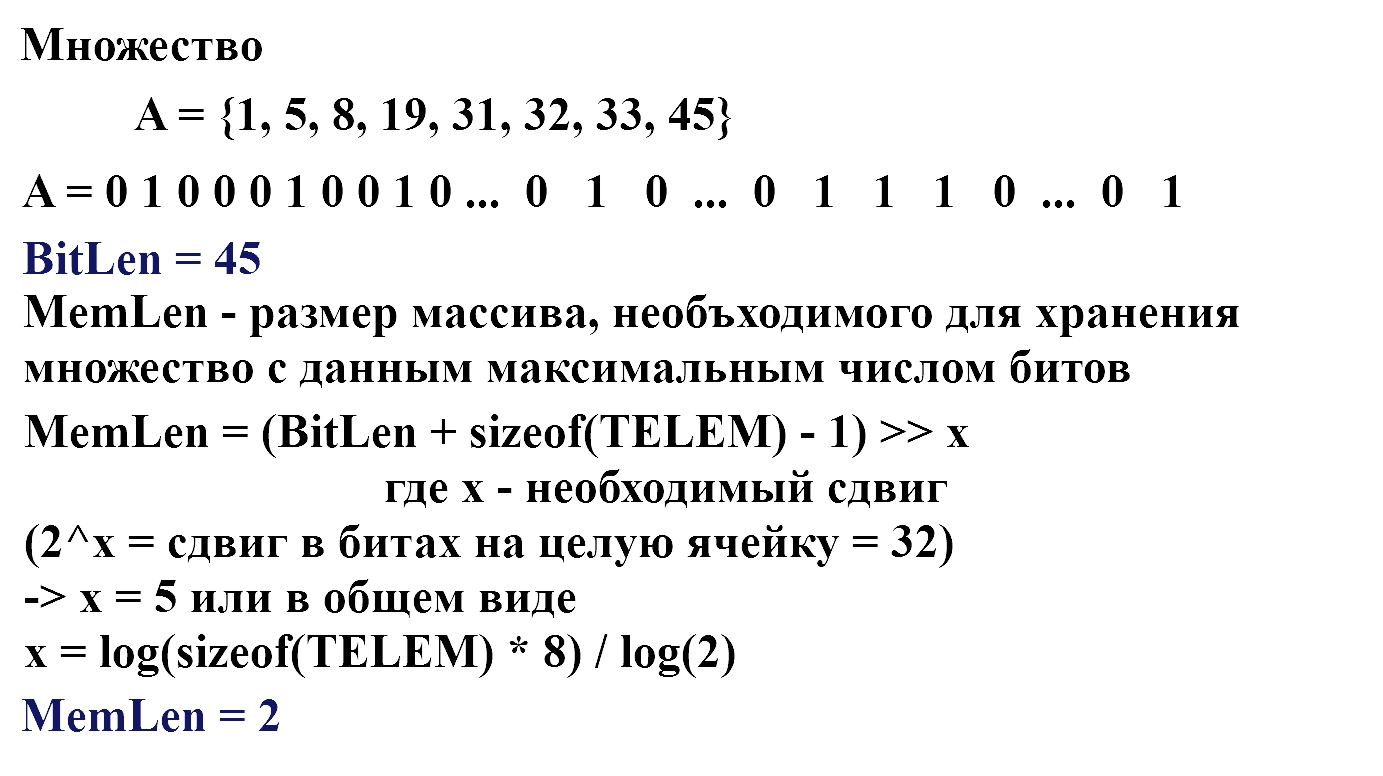 Множество
A = {1, 5, 8, 19, 31, 32, 33, 45}
A = 0 1 0 0 0 1 0 0 1 0 ... 0 1 0 ... 0 1 1 1 0 ... 0 1
BitLen = 45
MemLen - размер массива, необъходимого для хранения
множество с данным максимальным числом битов
MemLen = (BitLen + sizeof(TELEM) - 1) >> x
где x - необходимый сдвиг
(2^x = сдвиг в битах на целую ячейку = 32)
-> x = 5 или в общем виде
x = log(sizeof(TELEM) * 8) / log(2)
MemLen = 2